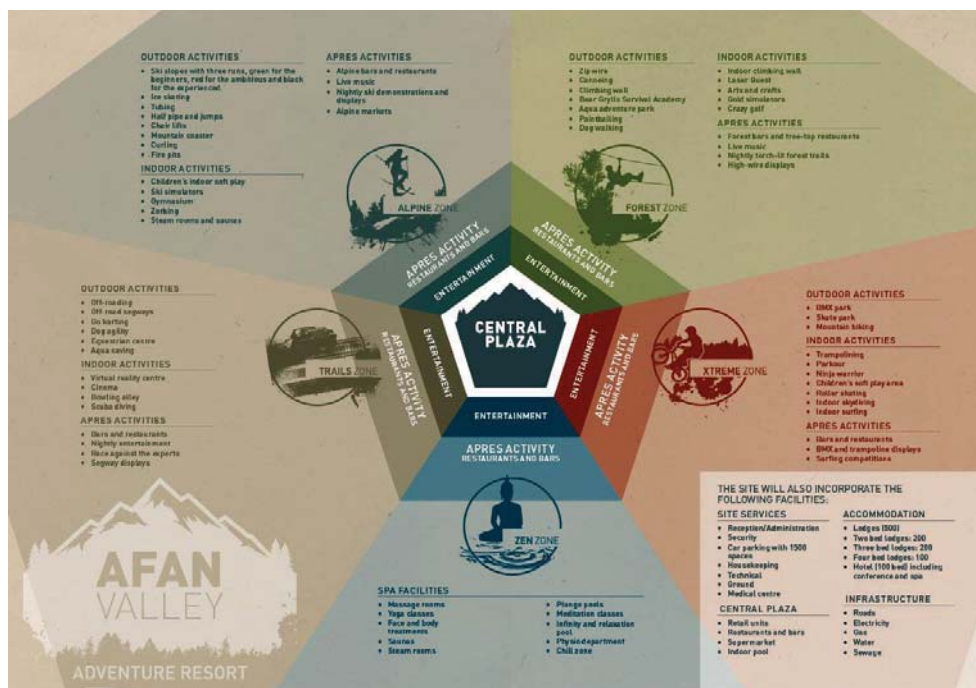 OUTDOOR ACTIVITIES
Ski slopes with three runs, green for the
beginners, red for the ambitious and black
for the experienced
Ice skating
Tubing
Half pipe and jumps
Chair lifts
Mountain coaster
Curling
Fire pits
INDOOR ACTIVITIES
Children's indoor soft play
Ski simulators
Gymnasium
Zorbing
Steam rooms and saunas
APRES ACTIVITIES
Alpine bars and restaurants
Live music
Nightly ski demonstrations and
displays
Alpine markets
ALPINE ZONE
OUTDOOR ACTIVITIES
Zip wire
Canoeing
Climbing wall
Bear Grylls Survival Academy
Aqua adventure park
Paintballing
Dog walking
INDOOR ACTIVITIES
Indoor climbing wall
Laser Quest
Arts and crafts
Gold simulators
Crazy golf
APRES ACTIVITIES
Forest bars and tree-top restaurants
Live music
Nightly torch-lit forest trails
High-wire displays
FOREST ZONE
APRES ACTIVITY
RESTAURANTS AND BARS
ENTERTAINMENT
APRES ACTIVITY
RESTAURANTS AND BARS
ENTERTAINMENT
CENTRAL
PLAZA
OUTDOOR ACTIVITIES
Off-roading
Off-road segways
Go karting
Dog agility
Equestrian centre
Aqua caving
INDOOR ACTIVITIES
Virtual reality centre
Cinema
Bowling alley
Scuba diving
APRES ACTIVITIES
Bars and restaurants
Nightly entertainment
Race against the experts
Segway displays
TRAILS ZONE
APRES ACTIVITY
RESTAURANTS AND BARS
ENTERTAINMENT
ENTERTAINMENT
APRES ACTIVITY
RESTAURANTS AND BARS
XTREME ZONE
OUTDOOR ACTIVITIES
BMX park
Skate park
Mountain biking
INDOOR ACTIVITIES
Trampolining
Parkour
Ninja warrior
Children's soft play area
Roller skating
Indoor skydiving
Indoor surfing
APRES ACTIVITIES
Bars and restaurants
BMX and trampoline displays
Surfing competitions
ENTERTAINMENT
APRES ACTIVITY
RESTAURANTS AND BARS
ZEN ZONE
SPA FACILITIES
Massage rooms
Yoga classes
Face and body
treatments
Saunas
Steam rooms
Plunge pools
Meditation classes
Infinity and relaxation
pool
Physio department
Chill zone
AFAN
VALLEY
ADVENTURE RESORT
THE SITE WILL ALSO INCORPORATE THE
FOLLOWING FACILITIES:
SITE SERVICES
Reception/Administration
Security
Car parking with 1500
spaces
Housekeeping
Technical
Ground
Medical centre
CENTRAL PLAZA
Retail units
Restaurants and bars
Supermarket
Indoor pool
ACCOMMODATION
Lodges (500)
Two bed lodges: 200
Three bed lodges: 200
Four bed lodges: 100
Hotel (100 bed) including
conference and spa
INFRASTRUCTURE
Roads
Electricity
Gas
Water
Sewage